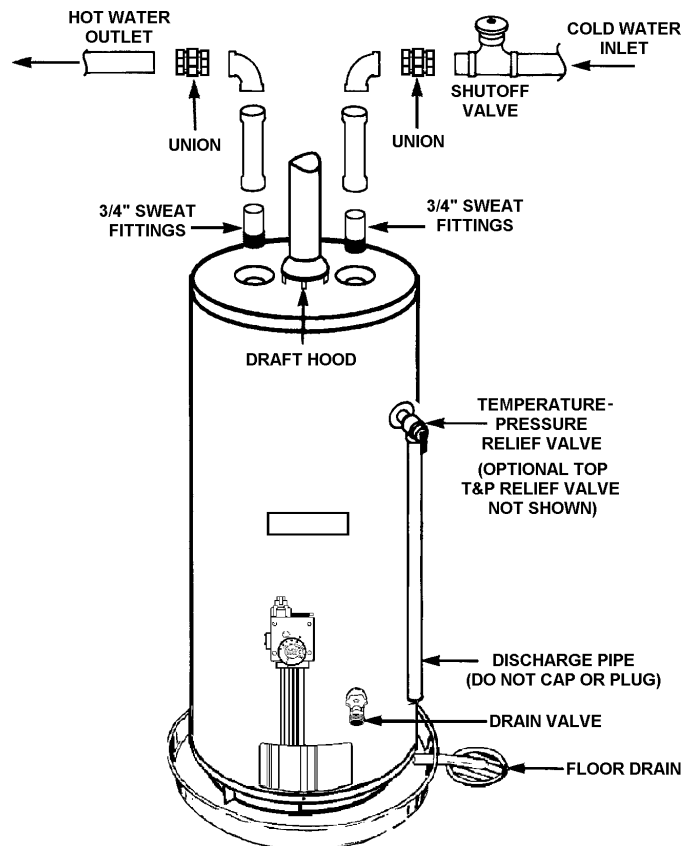 HOT WATER
OUTLET
COLD WATER
INLET
SHUTOFF
VALVE
UNION
UNION
3/4" SWEAT
FITTINGS
3/4" SWEAT
FITTINGS
DRAFT HOOD
TEMPERATURE-
PRESSURE
RELIEF VALVE
(OPTIONAL TOP
T&P RELIEF VALVE
NOT SHOWN)
DISCHARGE PIPE
(DO NOT CAP OR PLUG)
DRAIN VALVE
FLOOR DRAIN